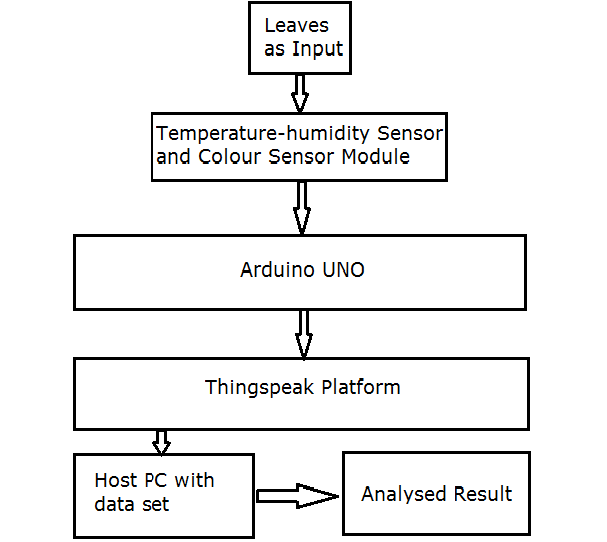 Leaves
as Input
Temperature-humidity Sensor
and Colour Sensor Module
Arduino UNO
Thingspeak Platform
Host PC with
data set
Analysed Result